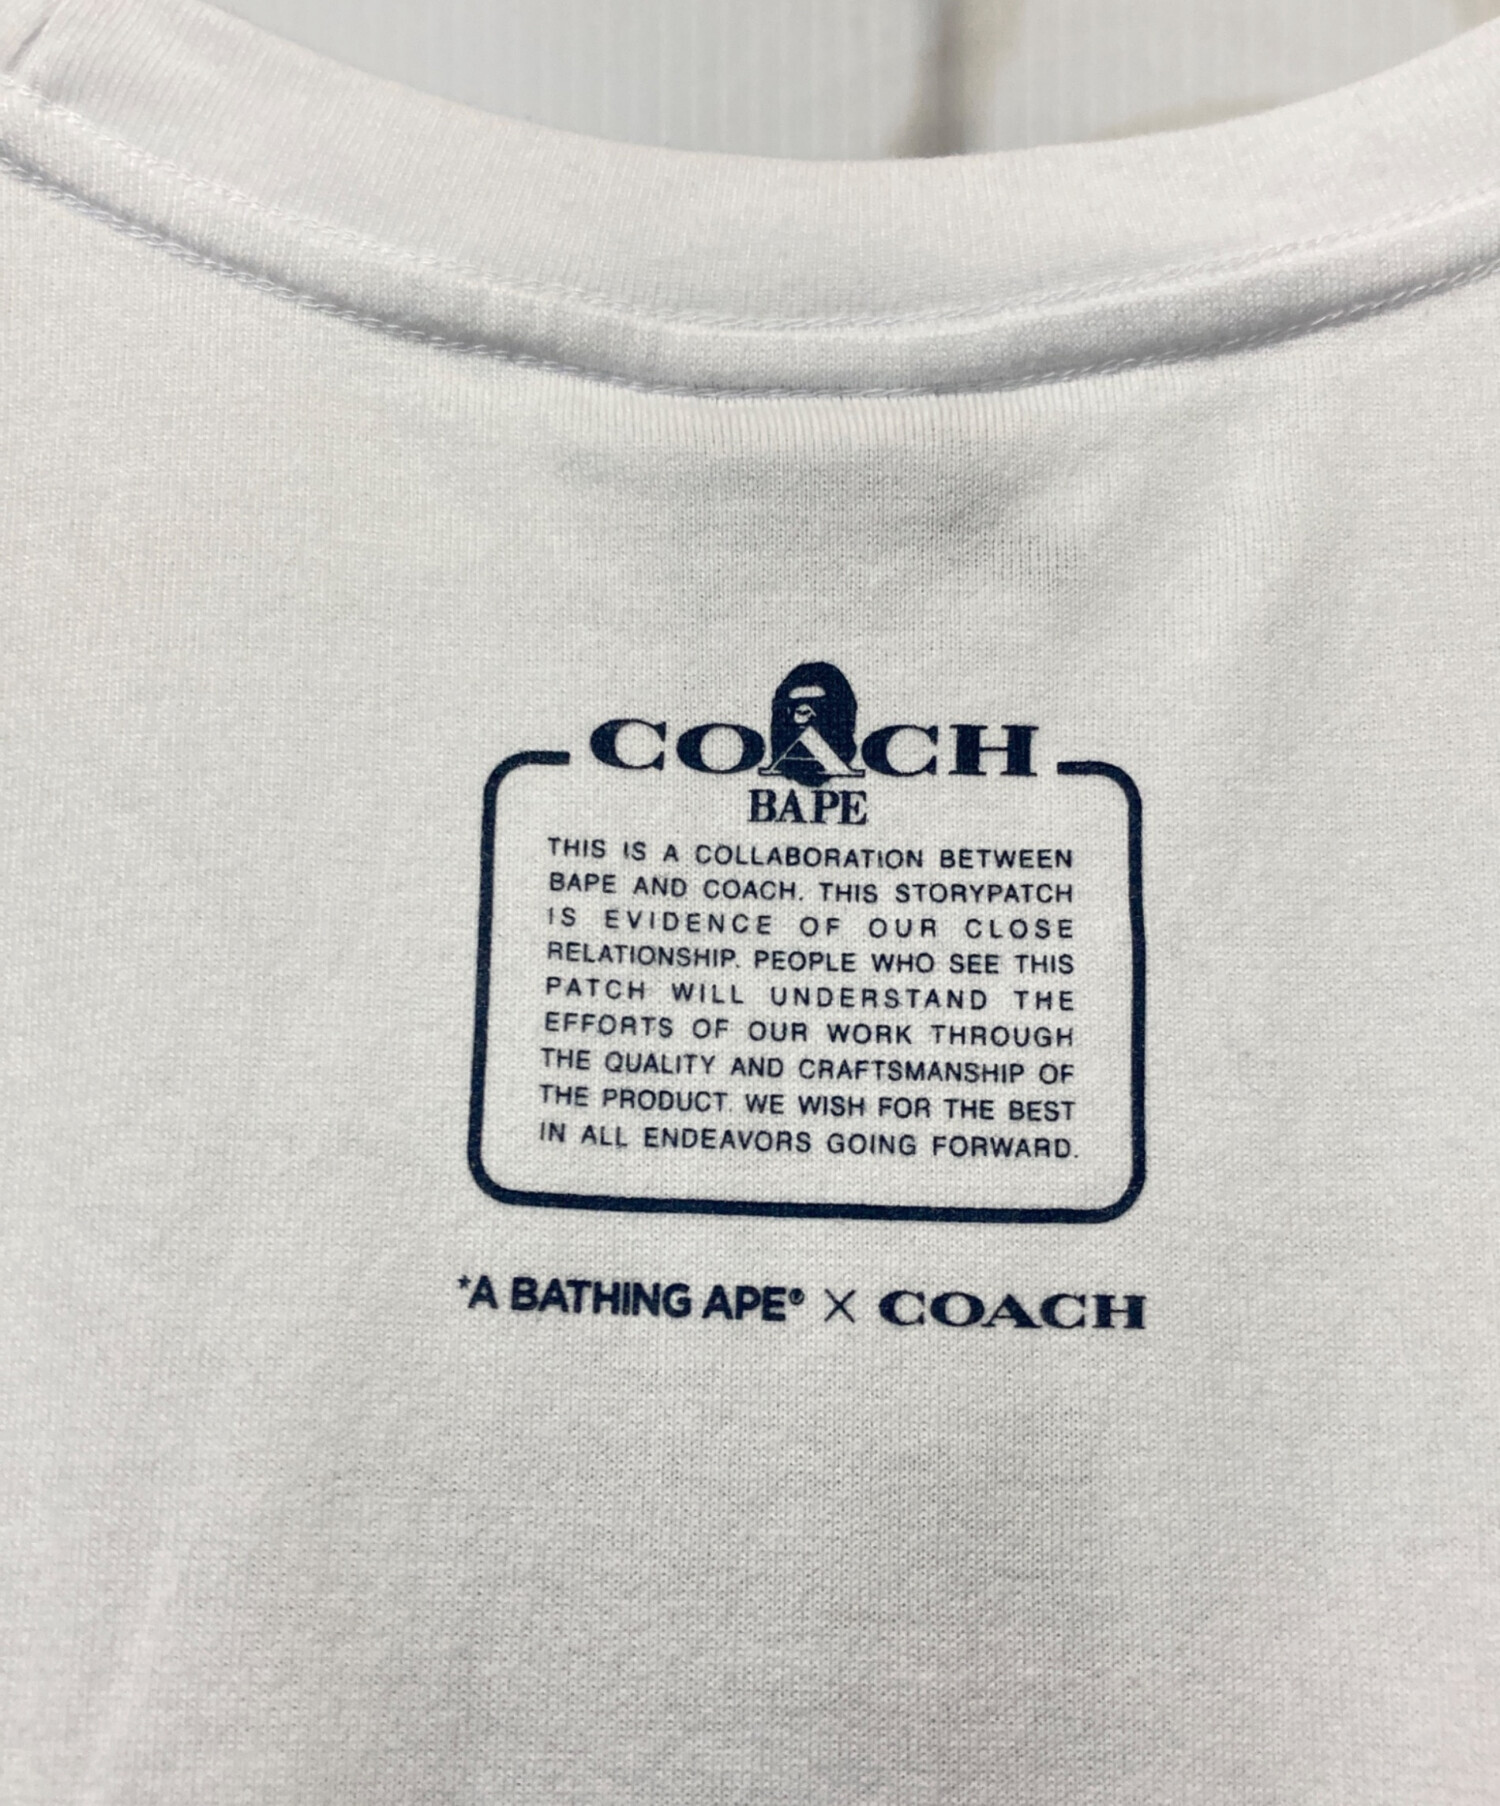 COACH
BAPE
THIS IS A COLLABORATION BETWEEN
BAPE AND COACH. THIS STORYPATCH
IS EVIDENCE OF OUR CLOSE
RELATIONSHIP. PEOPLE WHO SEE THIS
PATCH WILL UNDERSTAND THE
EFFORTS OF OUR WORK THROUGH
THE QUALITY AND CRAFTSMANSHIP OF
THE PRODUCT. WE WISH FOR THE BEST
IN ALL ENDEAVORS GOING FORWARD.
*A BATHING APE® X COACH